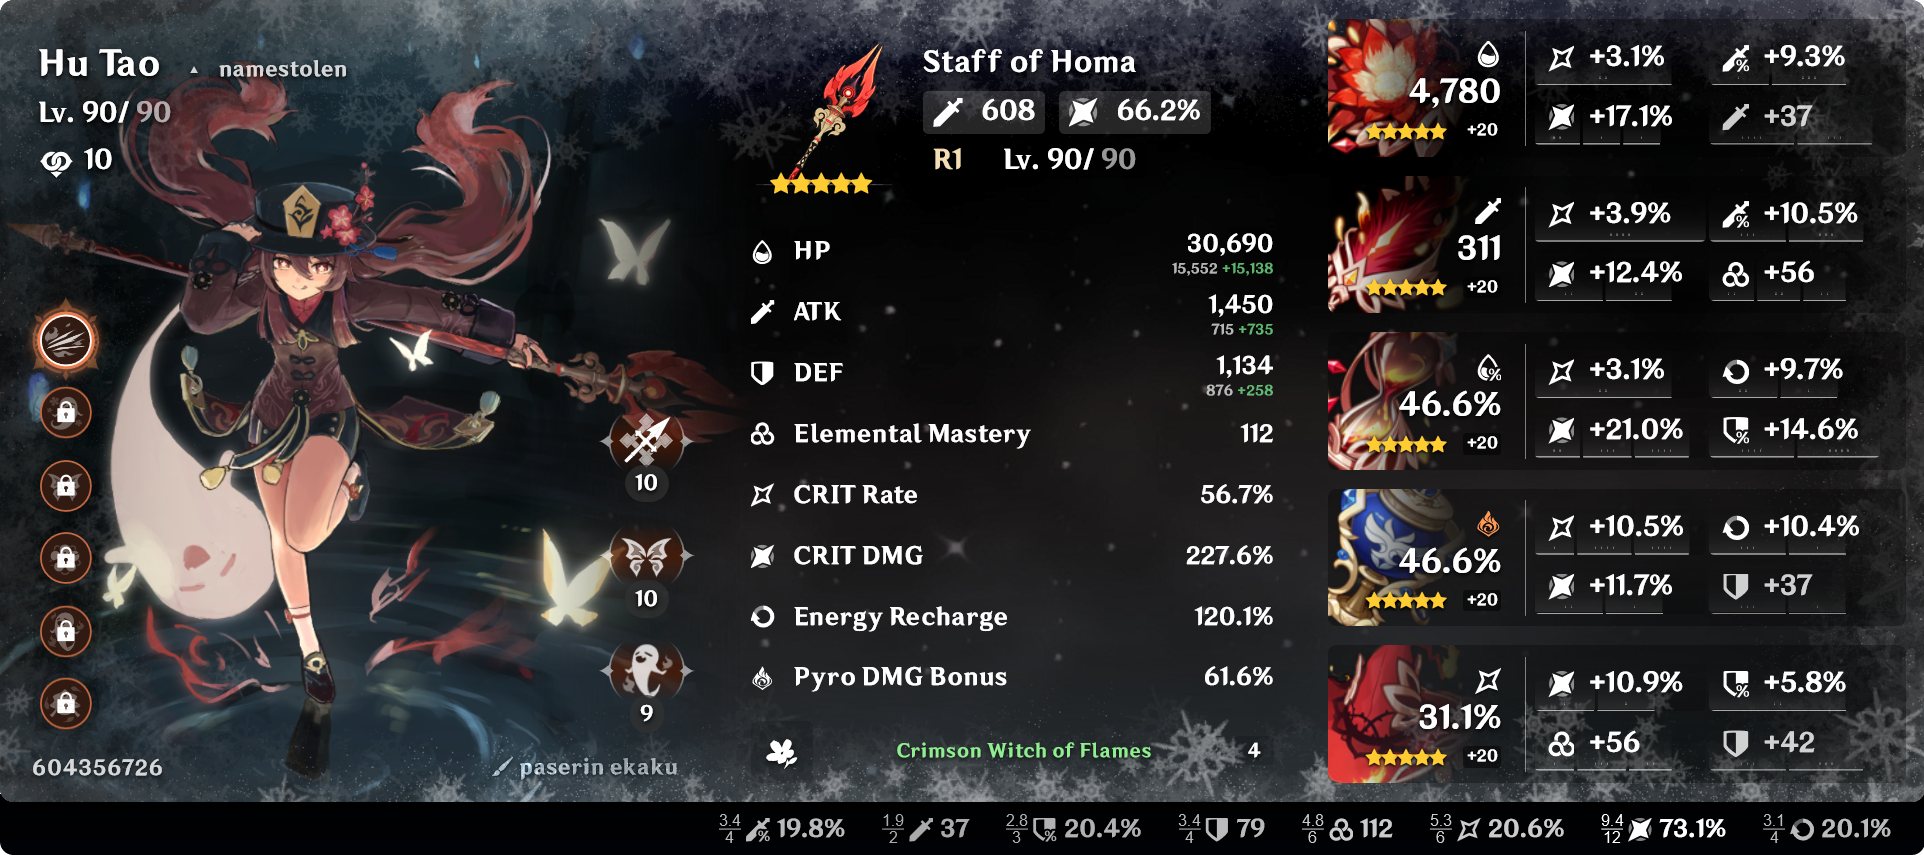 Hu Tao ▲ namestolen
Lv. 90/ 90
10
10
10
9
604356726
paserin ekaku
Staff of Homa
608 66.2%
R1 Lv. 90/ 90
HP 30,690
15,552 +15,138
ATK 1,450
715 +735
DEF 1,134
876 +258
Elemental Mastery 112
CRIT Rate 56.7%
CRIT DMG 227.6%
Energy Recharge 120.1%
Pyro DMG Bonus 61.6%
Crimson Witch of Flames 4
4,780
+20
+3.1% +9.3%
+17.1% +37
311
+20
+3.9% +10.5%
+12.4% +56
46.6%
+20
+3.1% +9.7%
+21.0% +14.6%
46.6%
+20
+10.5% +10.4%
+11.7% +37
31.1%
+20
+10.9% +5.8%
+56 +42
3.4/4 19.8% 1.9/2 37 2.8/3 20.4% 3.4/4 79 4.8/6 112 5.3/6 20.6% 9.4/12 73.1% 3.1/4 20.1%